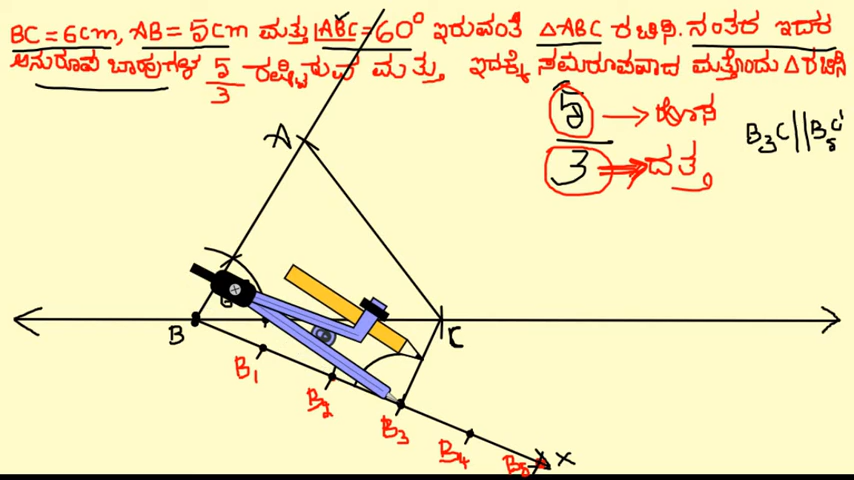 BC = 6cm, AB = 5cm ಮತ್ತು ∠ABC = 60° ಇರುವಂತೆ △ABC ರಚಿಸಿ. ನಂತರ ಇದರ
ಅನುರೂಪ ಬಾಹುಗಳ 5/3 ರಷ್ಟಿರುವ ಮತ್ತು ಇದಕ್ಕೆ ಸಮರೂಪವಾದ ಮತ್ತೊಂದು △ ರಚಿಸಿ
5 → ಹೊಸ
3 ⇒ ದತ್ತ
B₃C || B₅C'
A
B
C
B₁
B₂
B₃
B₄
B₅
X